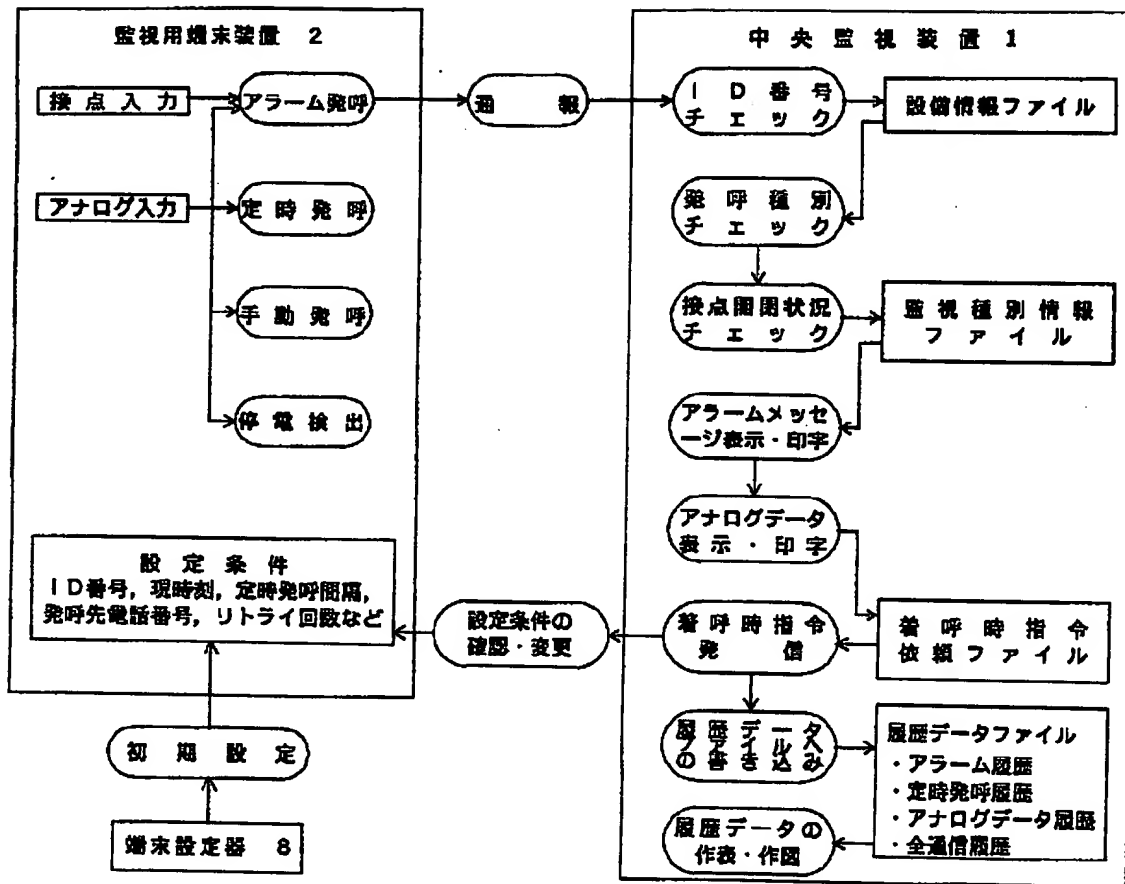 監視用端末装置 2
接点入力
アラーム発呼
アナログ入力
定時発呼
手動発呼
停電検出
設定条件
ID番号,現時刻,定時発呼間隔,
発呼先電話番号,リトライ回数など
初期設定
端末設定器 8
通報
設定条件の
確認・変更
中央監視装置1
ID番号
チェック
設備情報ファイル
発呼種別
チェック
接点開閉状況
チェック
監視種別情報
ファイル
アラームメッセ
ージ表示・印字
アナログデータ
表示・印字
着呼時指令
発信
着呼時指令
依頼ファイル
履歴データ
ファイルへ
の書き込み
履歴データファイル
・アラーム履歴
・定時発呼履歴
・アナログデータ履歴
・全通信履歴
履歴データの
作表・作図